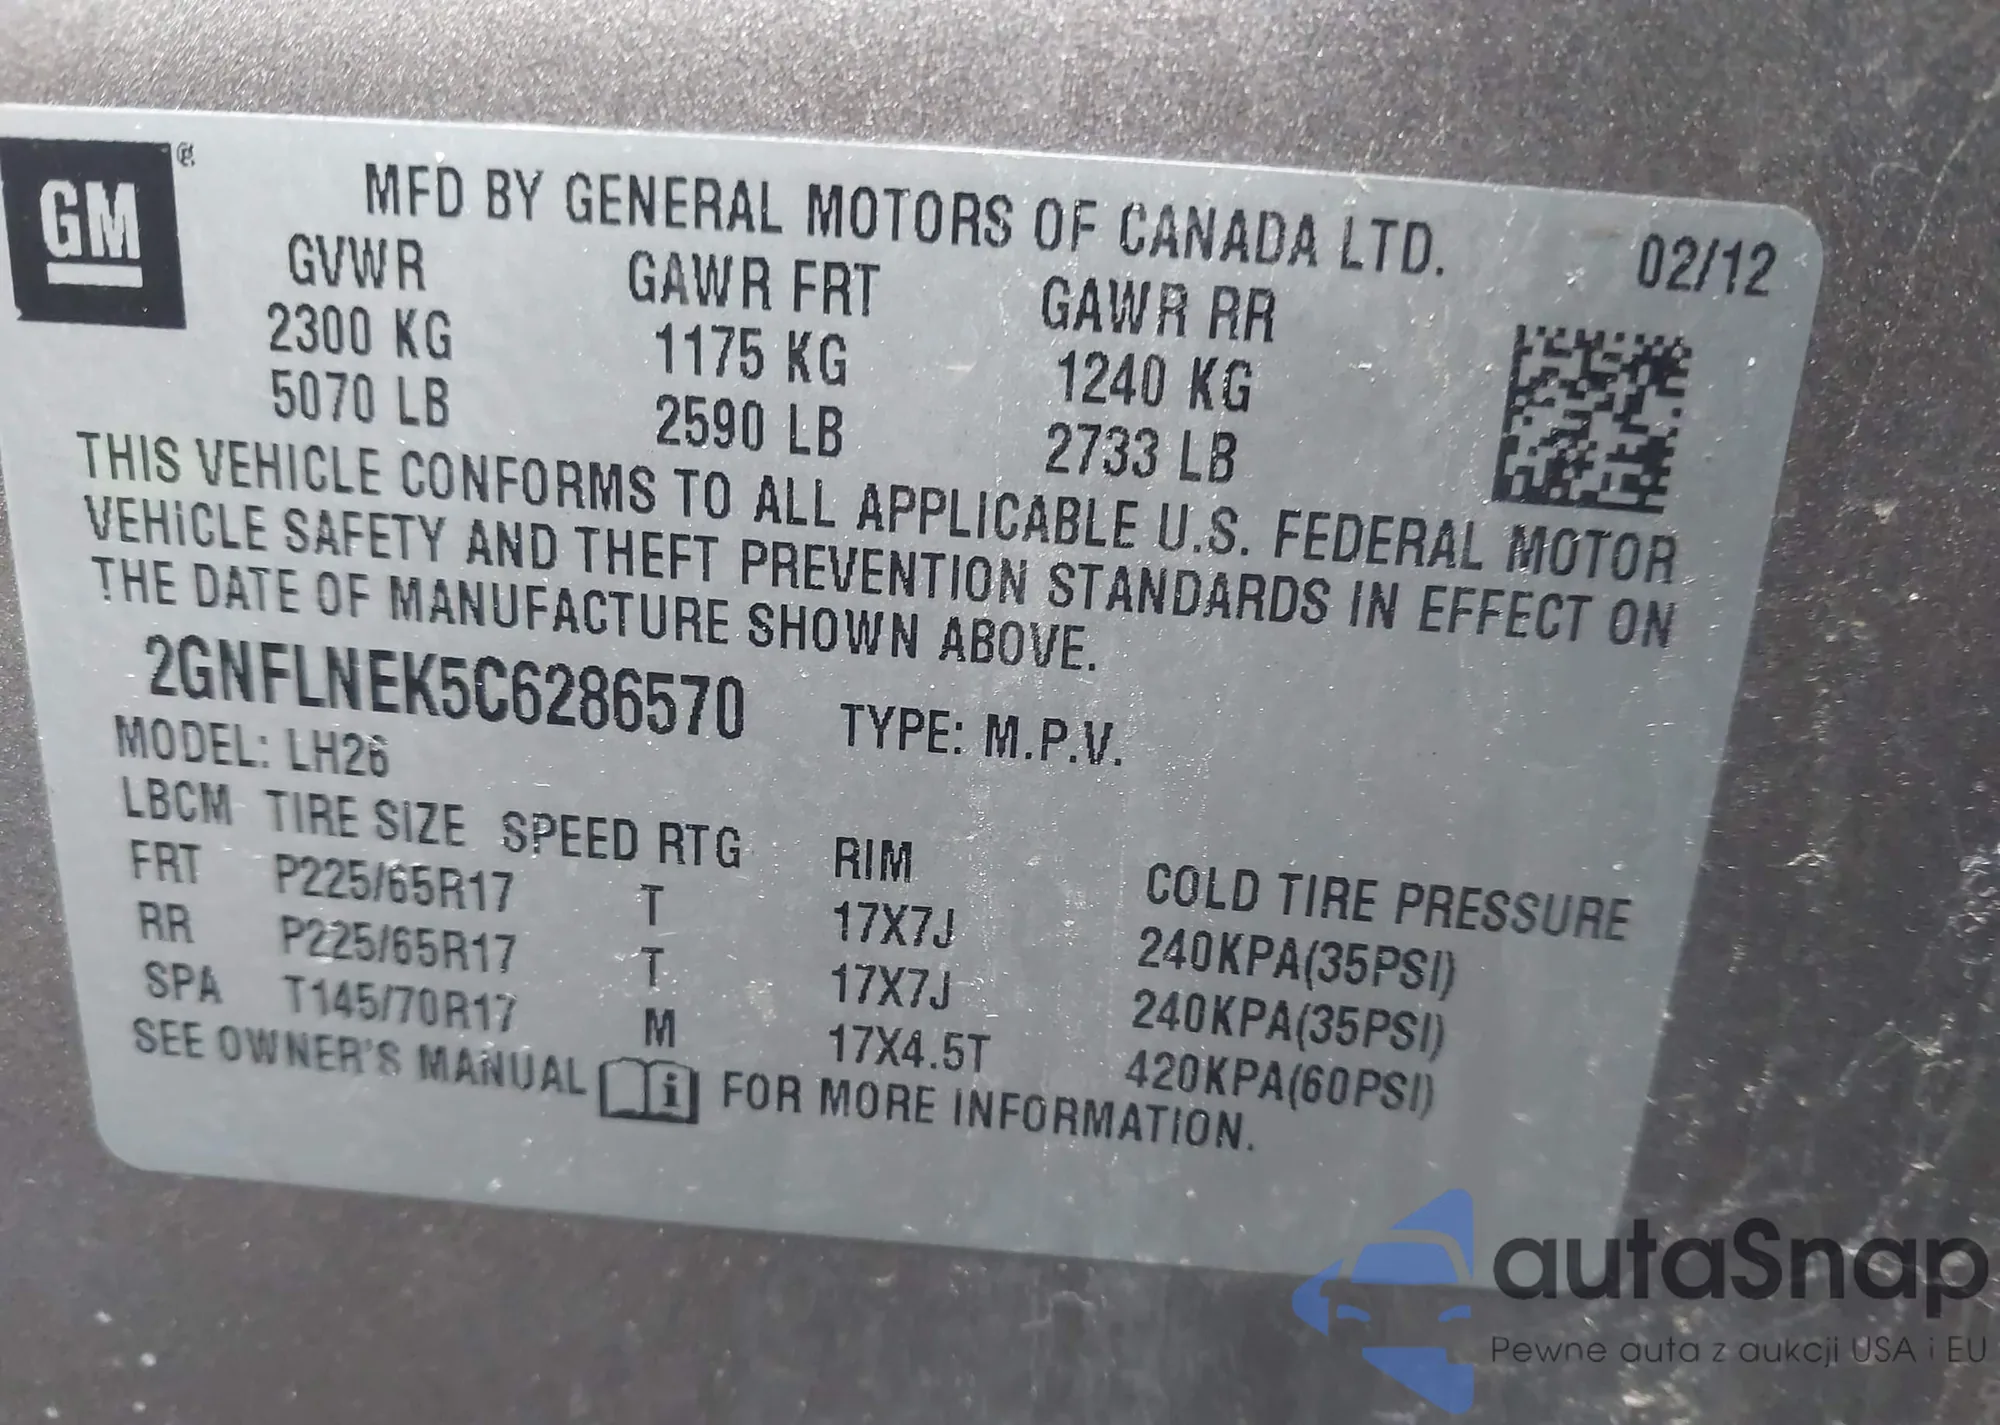 GM
MFD BY GENERAL MOTORS OF CANADA LTD.
02/12
GVWR GAWR FRT GAWR RR
2300 KG 1175 KG 1240 KG
5070 LB 2590 LB 2733 LB
THIS VEHICLE CONFORMS TO ALL APPLICABLE U.S. FEDERAL MOTOR
VEHICLE SAFETY AND THEFT PREVENTION STANDARDS IN EFFECT ON
THE DATE OF MANUFACTURE SHOWN ABOVE.
2GNFLNEK5C6286570 TYPE: M.P.V.
MODEL: LH26
LBCM TIRE SIZE SPEED RTG RIM COLD TIRE PRESSURE
FRT P225/65R17 T 17X7J 240KPA(35PSI)
RR P225/65R17 T 17X7J 240KPA(35PSI)
SPA T145/70R17 M 17X4.5T 420KPA(60PSI)
SEE OWNER'S MANUAL i FOR MORE INFORMATION.
autaSnap
Pewne auta z aukcji USA i EU